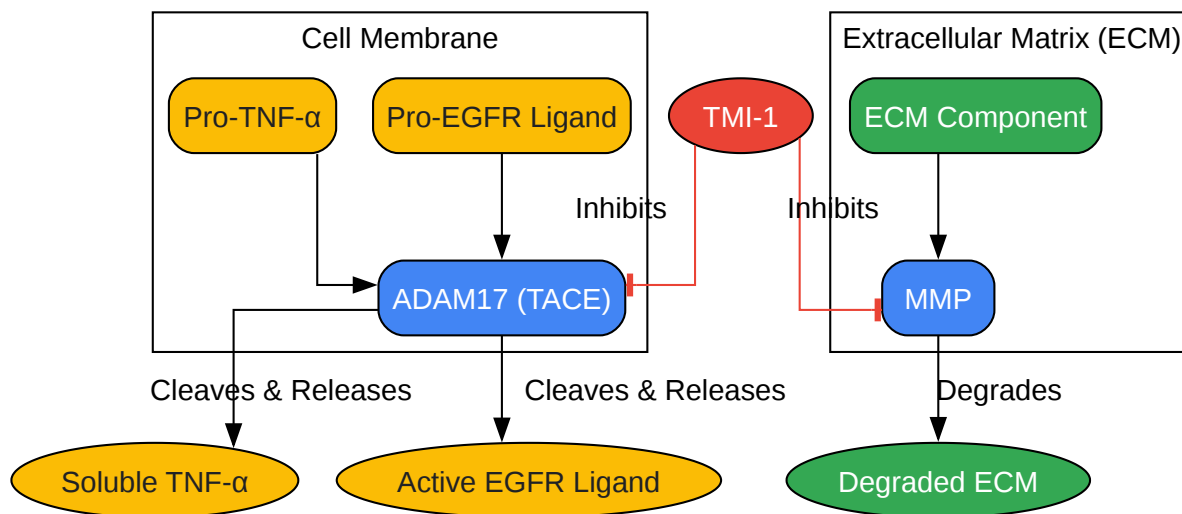 Cell Membrane
Extracellular Matrix (ECM)
Pro-TNF-α
Pro-EGFR Ligand
TMI-1
ECM Component
Inhibits
Inhibits
ADAM17 (TACE)
MMP
Cleaves & Releases
Cleaves & Releases
Degrades
Soluble TNF-α
Active EGFR Ligand
Degraded ECM